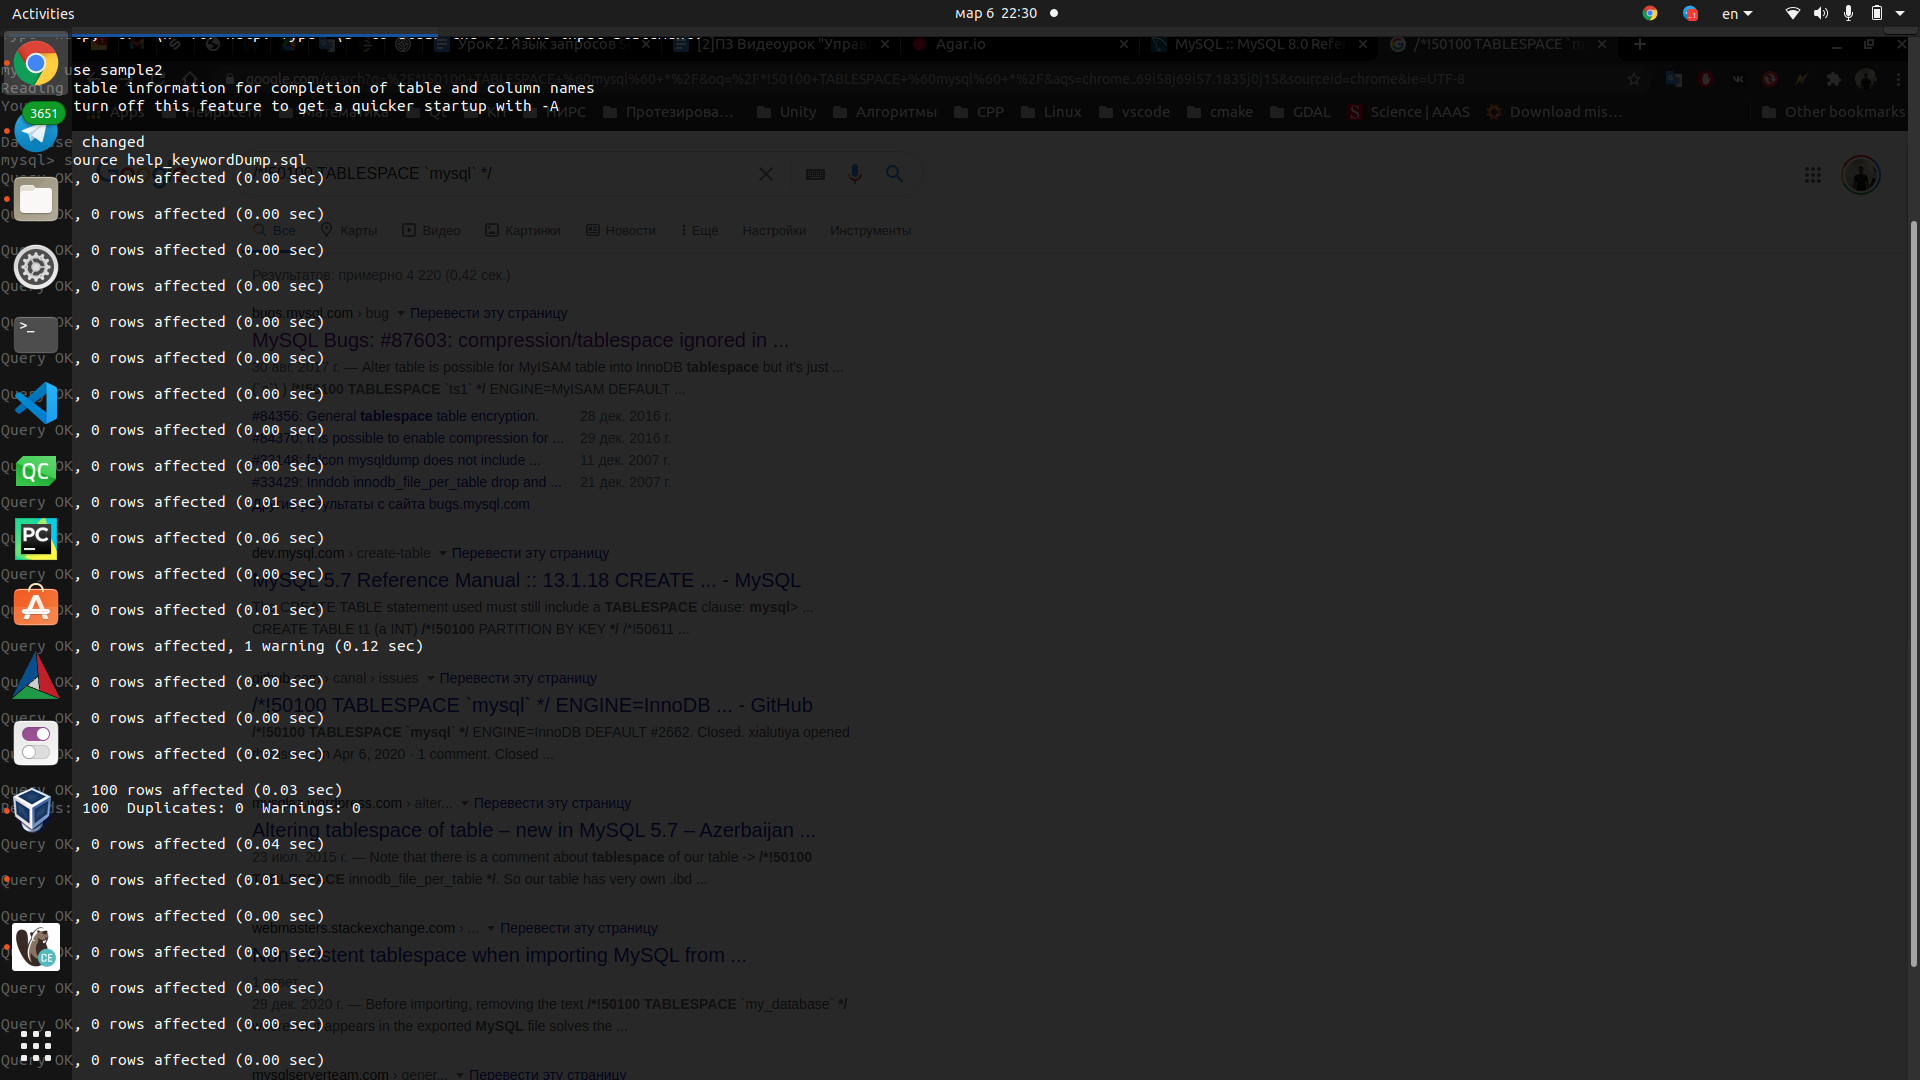 Activities
мар 6 22:30
en
Урок 2. Язык запросов S
[2]ПЗ Видеоурок "Управ
Agar.io
MySQL :: MySQL 8.0 Refe
/*!50100 TABLESPACE `m
use sample2
google.com/search?q=%2F*!50100+TABLESPACE+%60mysql%60+*%2F&oq=%2F*!50100+TABLESPACE+%60mysql%60+*%2F&aqs=chrome..69i58j69i57.1835j0j15&sourceid=chrome&ie=UTF-8
Reading table information for completion of table and column names
You turn off this feature to get a quicker startup with -A
3651
Apps
Нейросети
Математика
Qt
КГ
МИРС
Протезирова...
Unity
Алгоритмы
CPP
Linux
vscode
cmake
GDAL
Science | AAAS
Download mis...
Other bookmarks
changed
mysql> source help_keywordDump.sql
/*!50100 TABLESPACE `mysql` */
Query OK, 0 rows affected (0.00 sec)
Query OK, 0 rows affected (0.00 sec)
Все
Карты
Видео
Картинки
Новости
Ещё
Настройки
Инструменты
Query OK, 0 rows affected (0.00 sec)
Результатов: примерно 4 220 (0,42 сек.)
Query OK, 0 rows affected (0.00 sec)
bugs.mysql.com › bug
Перевести эту страницу
Query OK, 0 rows affected (0.00 sec)
MySQL Bugs: #87603: compression/tablespace ignored in ...
Query OK, 0 rows affected (0.00 sec)
30 авг. 2017 г. — Alter table is possible for MyISAM table into InnoDB tablespace but it's just ...
/*!50100 TABLESPACE `ts1` */ ENGINE=MyISAM DEFAULT ...
Query OK, 0 rows affected (0.00 sec)
#84356: General tablespace table encryption.
28 дек. 2016 г.
Query OK, 0 rows affected (0.00 sec)
#84370: It is possible to enable compression for ...
29 дек. 2016 г.
#33148: falcon mysqldump does not include ...
11 дек. 2007 г.
Query OK, 0 rows affected (0.00 sec)
#33429: Inndob innodb_file_per_table drop and ...
21 дек. 2007 г.
Query OK, 0 rows affected (0.01 sec)
Другие результаты с сайта bugs.mysql.com
QC
Query OK, 0 rows affected (0.06 sec)
PC
dev.mysql.com › create-table
Перевести эту страницу
Query OK, 0 rows affected (0.00 sec)
MySQL 5.7 Reference Manual :: 13.1.18 CREATE ... - MySQL
Query OK, 0 rows affected (0.01 sec)
CREATE TABLE statement used must still include a TABLESPACE clause: mysql> ...
CREATE TABLE t1 (a INT) /*!50100 PARTITION BY KEY */ /*!50611 ...
Query OK, 0 rows affected, 1 warning (0.12 sec)
› canal › issues
Перевести эту страницу
Query OK, 0 rows affected (0.00 sec)
/*!50100 TABLESPACE `mysql` */ ENGINE=InnoDB ... - GitHub
Query OK, 0 rows affected (0.00 sec)
/*!50100 TABLESPACE `mysql` */ ENGINE=InnoDB DEFAULT #2662. Closed. xialutiya opened
on Apr 6, 2020 · 1 comment. Closed ...
Query OK, 0 rows affected (0.02 sec)
Query OK, 100 rows affected (0.03 sec)
› alter...
Перевести эту страницу
Records: 100 Duplicates: 0 Warnings: 0
Altering tablespace of table – new in MySQL 5.7 – Azerbaijan ...
Query OK, 0 rows affected (0.04 sec)
23 июл. 2015 г. — Note that there is a comment about tablespace of our table -> /*!50100
TABLESPACE innodb_file_per_table */. So our table has very own .ibd ...
Query OK, 0 rows affected (0.01 sec)
Query OK, 0 rows affected (0.00 sec)
webmasters.stackexchange.com › ...
Перевести эту страницу
Query OK, 0 rows affected (0.00 sec)
CE
Non existent tablespace when importing MySQL from ...
Query OK, 0 rows affected (0.00 sec)
29 дек. 2020 г. — Before importing, removing the text /*!50100 TABLESPACE `my_database` */
Query OK, 0 rows affected (0.00 sec)
appears in the exported MySQL file solves the ...
Query OK, 0 rows affected (0.00 sec)
mysqlserverteam.com › gener...
Перевести эту страницу